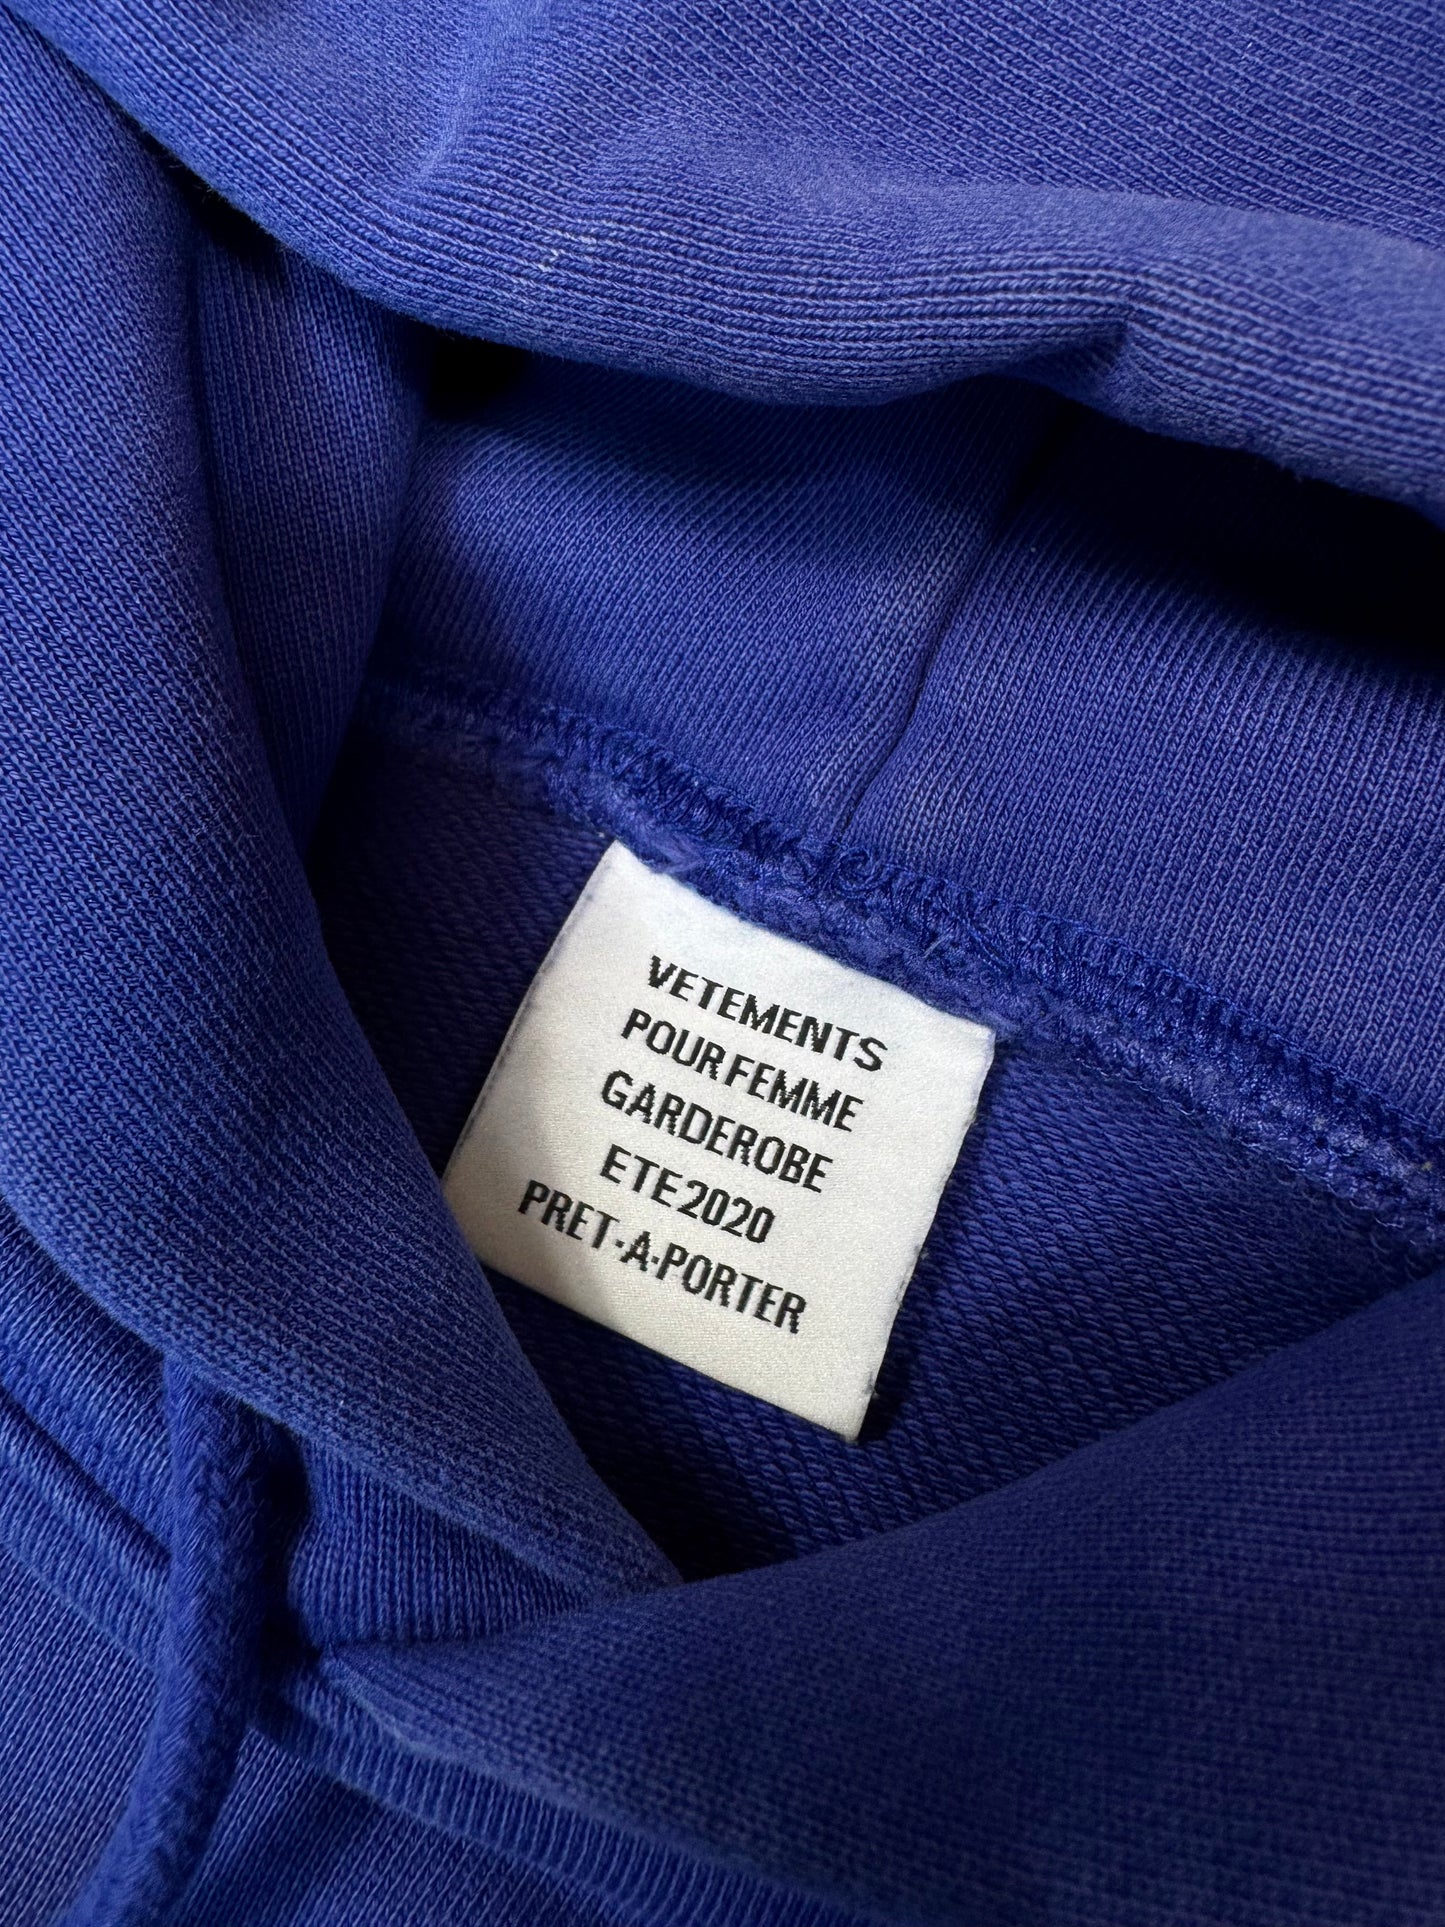 VETEMENTS
POUR FEMME
GARDEROBE
ETE 2020
PRET-A-PORTER